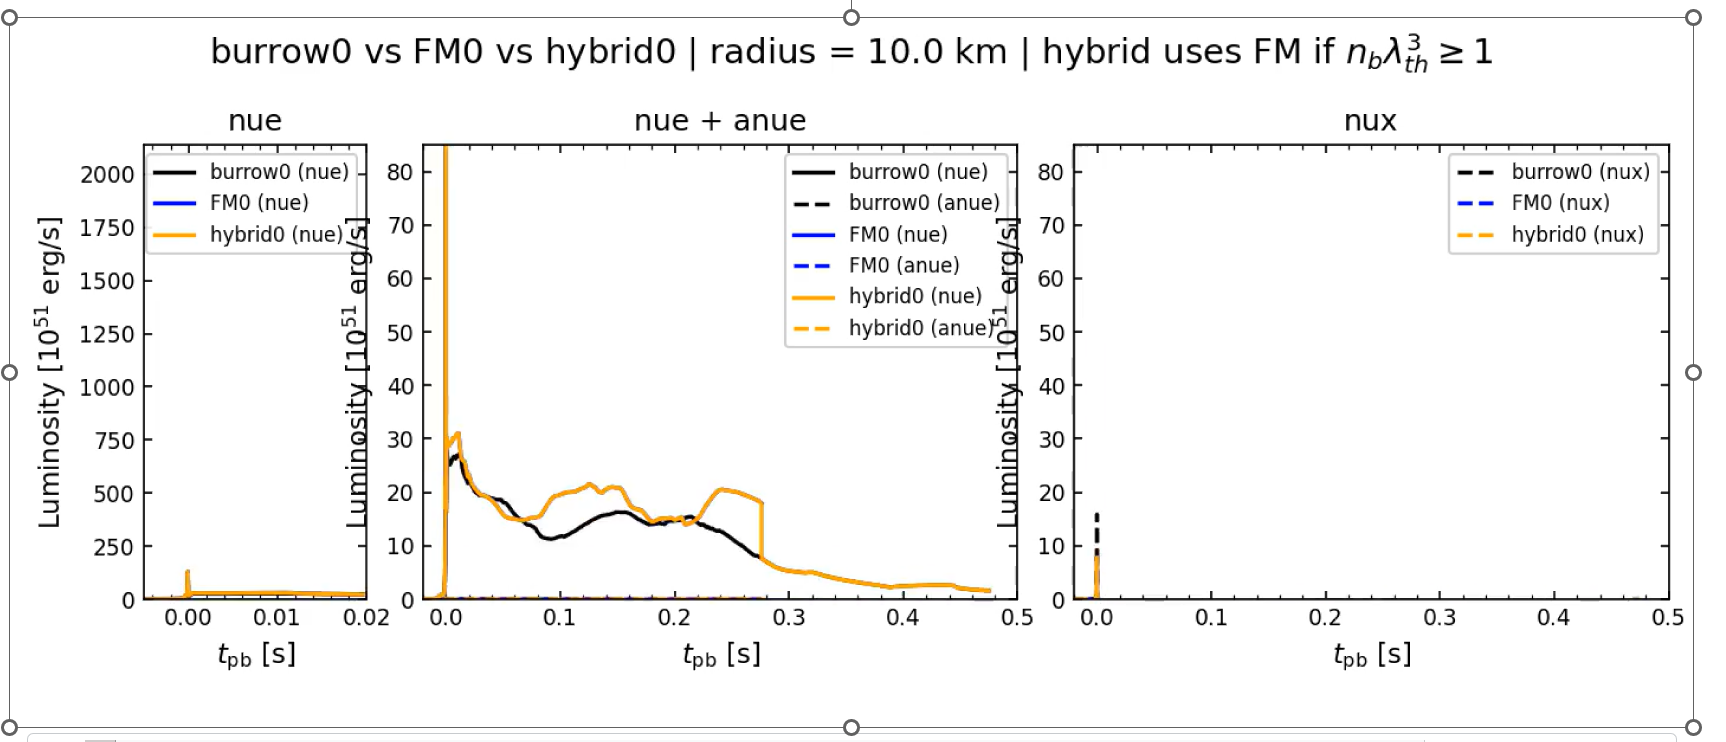 burrow0 vs FM0 vs hybrid0 | radius = 10.0 km | hybrid uses FM if $n_b\lambda_{th}^3 \geq 1$
nue
Luminosity [10^51 erg/s]
2000
1750
1500
1250
1000
750
500
250
0
burrow0 (nue)
FM0 (nue)
hybrid0 (nue)
0.00 0.01 0.02
t_pb [s]
nue + anue
Luminosity [10^51 erg/s]
80
70
60
50
40
30
20
10
0
burrow0 (nue)
burrow0 (anue)
FM0 (nue)
FM0 (anue)
hybrid0 (nue)
hybrid0 (anue)
0.0 0.1 0.2 0.3 0.4 0.5
t_pb [s]
nux
Luminosity [10^51 erg/s]
80
70
60
50
40
30
20
10
0
burrow0 (nux)
FM0 (nux)
hybrid0 (nux)
0.0 0.1 0.2 0.3 0.4 0.5
t_pb [s]